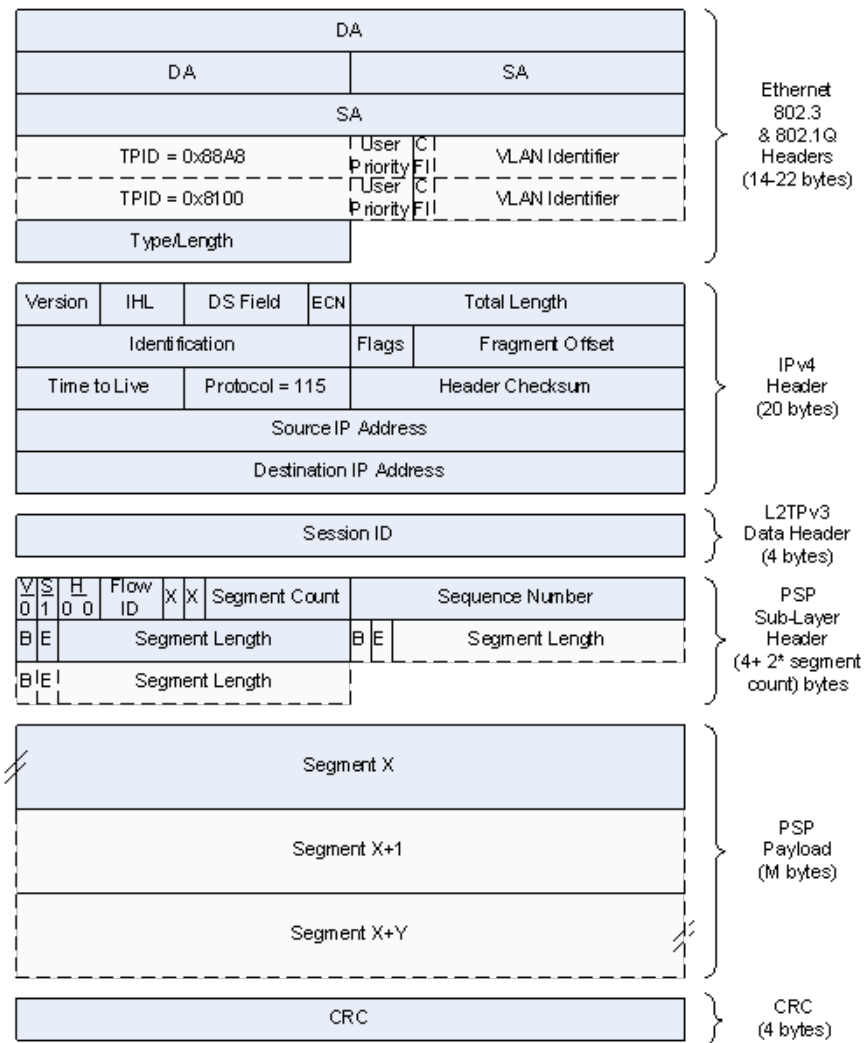 DA
DA SA
SA
TPID = 0x88A8 User Priority CFI VLAN Identifier
TPID = 0x8100 User Priority CFI VLAN Identifier
Type/Length
Ethernet
802.3
& 802.1Q
Headers
(14-22 bytes)
Version IHL DS Field ECN Total Length
Identification Flags Fragment Offset
Time to Live Protocol = 115 Header Checksum
Source IP Address
Destination IP Address
IPv4
Header
(20 bytes)
Session ID
L2TPv3
Data Header
(4 bytes)
V S H Flow ID X X Segment Count Sequence Number
0 1 0 0
B E Segment Length B E Segment Length
B E Segment Length
PSP
Sub-Layer
Header
(4+ 2* segment
count) bytes
Segment X
Segment X+1
Segment X+Y
PSP
Payload
(M bytes)
CRC
CRC
(4 bytes)